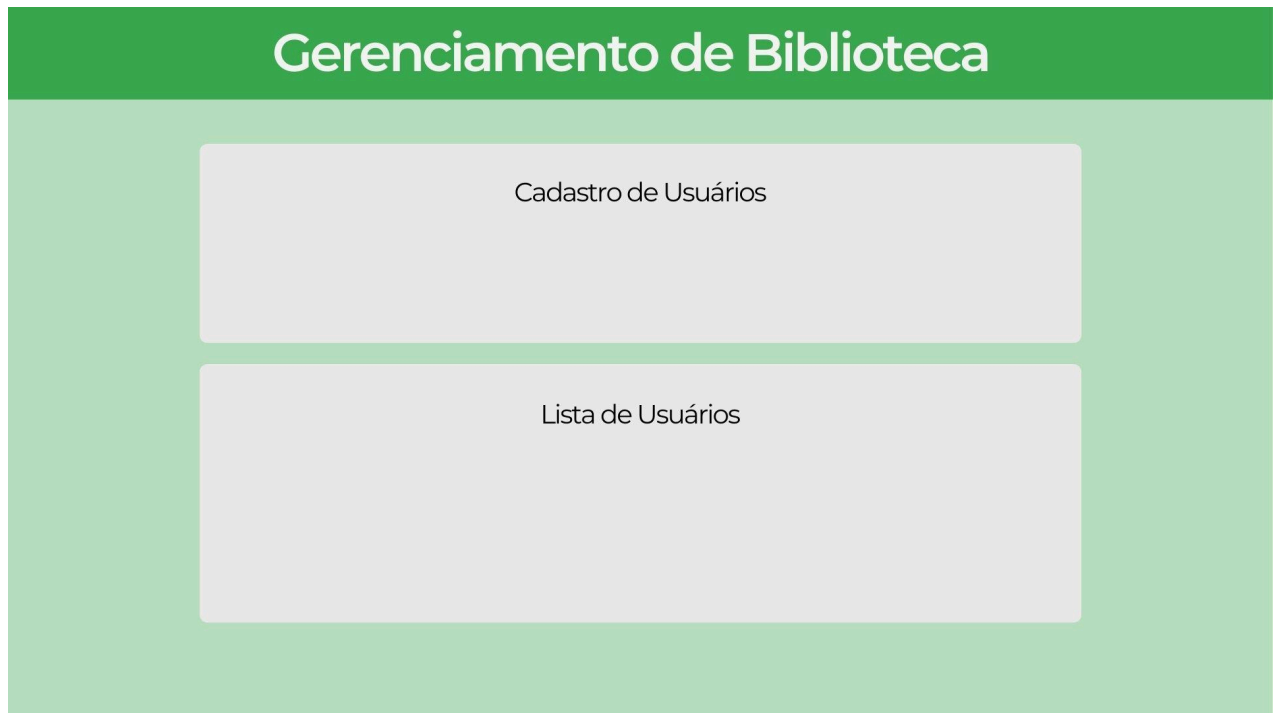 Gerenciamento de Biblioteca
Cadastro de Usuários
Lista de Usuários